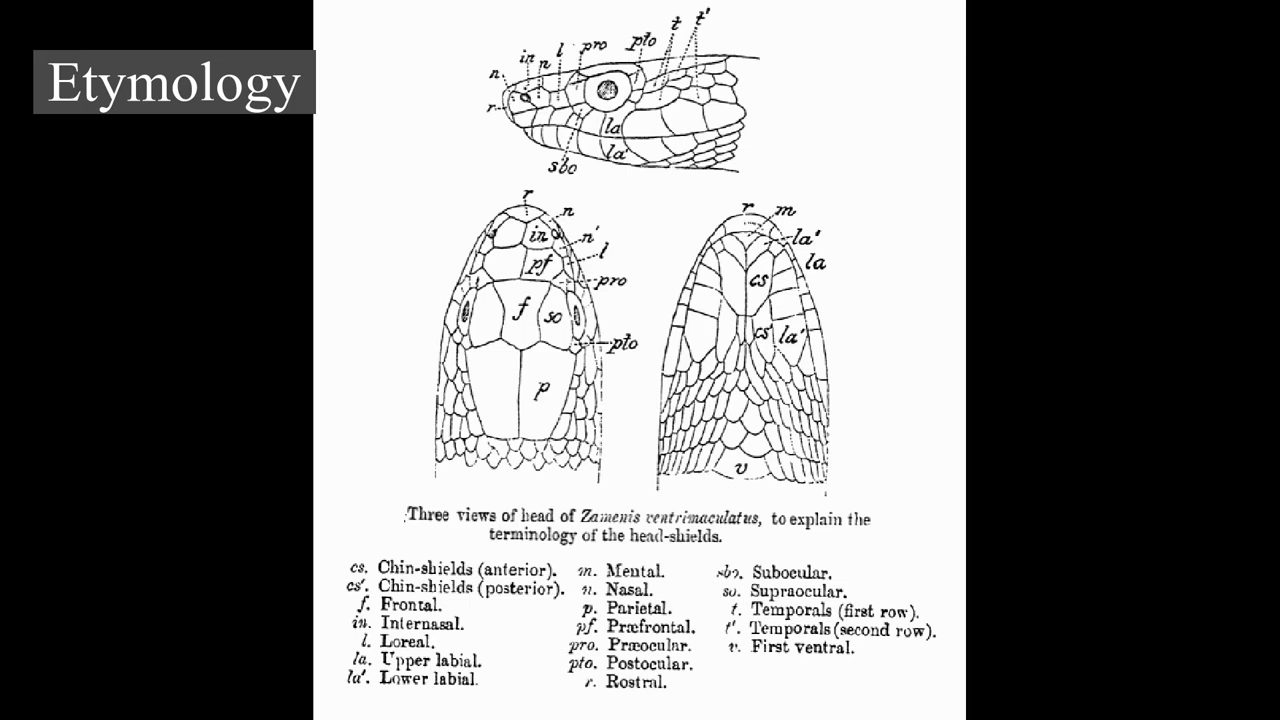 Etymology
t t'
in n l pro pto
n
r
la
la'
sbo
r
n
in n'
pf l
pro
f so
pto
p
r m
la'
la
cs
cs' la'
v
Three views of head of Zamenis ventrimaculatus, to explain the
terminology of the head-shields.
cs. Chin-shields (anterior).
cs'. Chin-shields (posterior).
f. Frontal.
in. Internasal.
l. Loreal.
la. Upper labial.
la'. Lower labial.
m. Mental.
n. Nasal.
p. Parietal.
pf. Præfrontal.
pro. Præocular.
pto. Postocular.
r. Rostral.
sbo. Subocular.
so. Supraocular.
t. Temporals (first row).
t'. Temporals (second row).
v. First ventral.